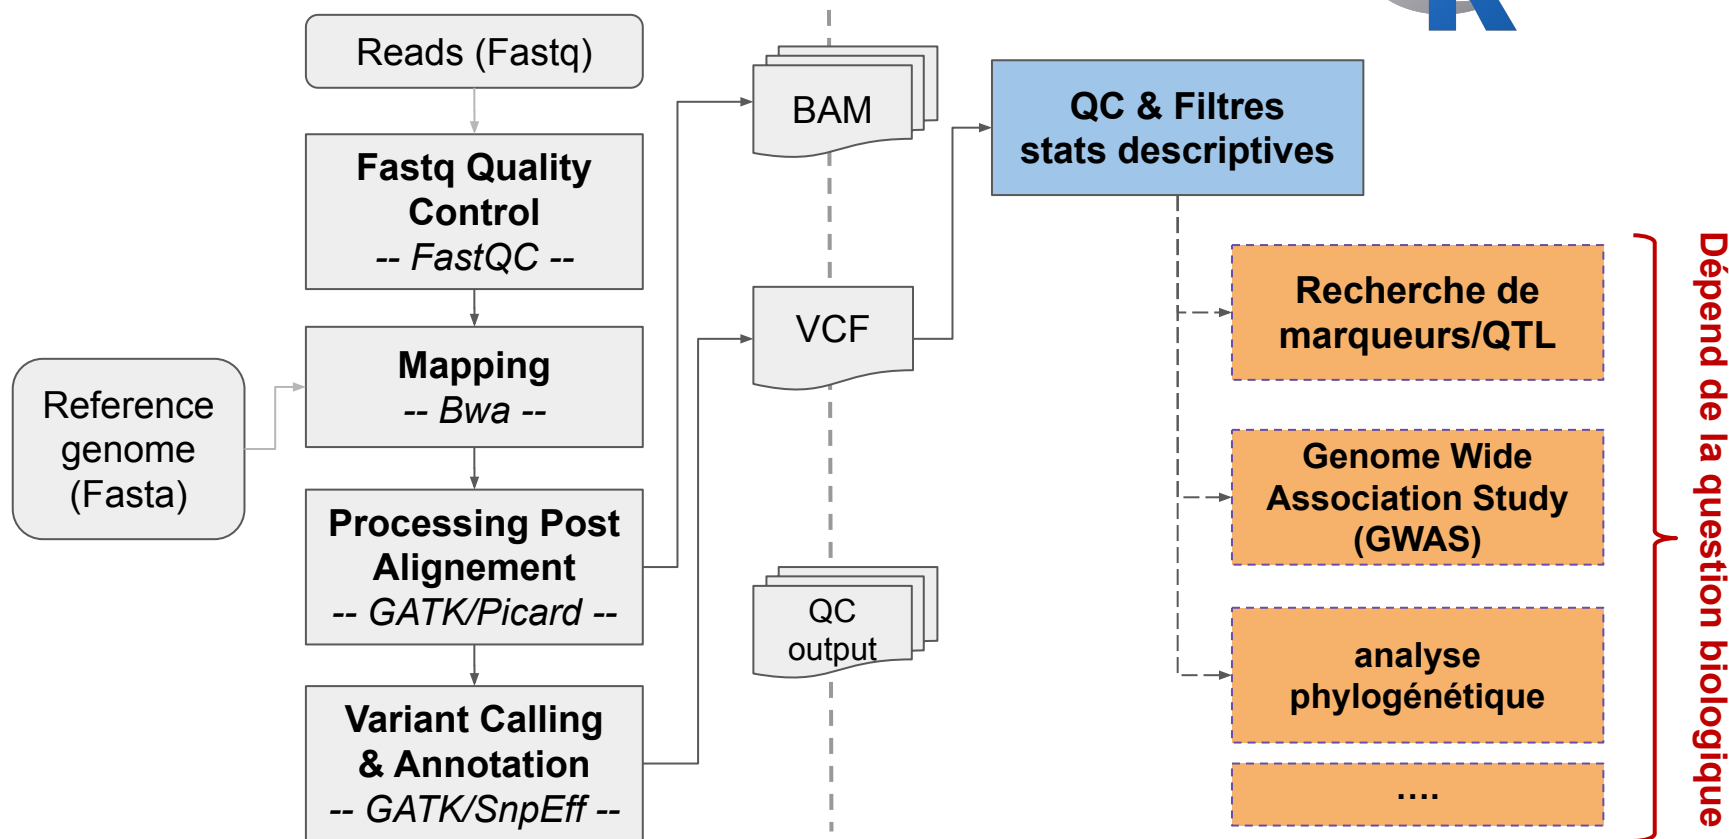 Reads (Fastq)
Fastq Quality
Control
-- FastQC --
Mapping
-- Bwa --
Reference
genome
(Fasta)
Processing Post
Alignement
-- GATK/Picard --
Variant Calling
& Annotation
-- GATK/SnpEff --
BAM
VCF
QC
output
QC & Filtres
stats descriptives
Recherche de
marqueurs/QTL
Genome Wide
Association Study
(GWAS)
analyse
phylogénétique
....
Dépend de la question biologique